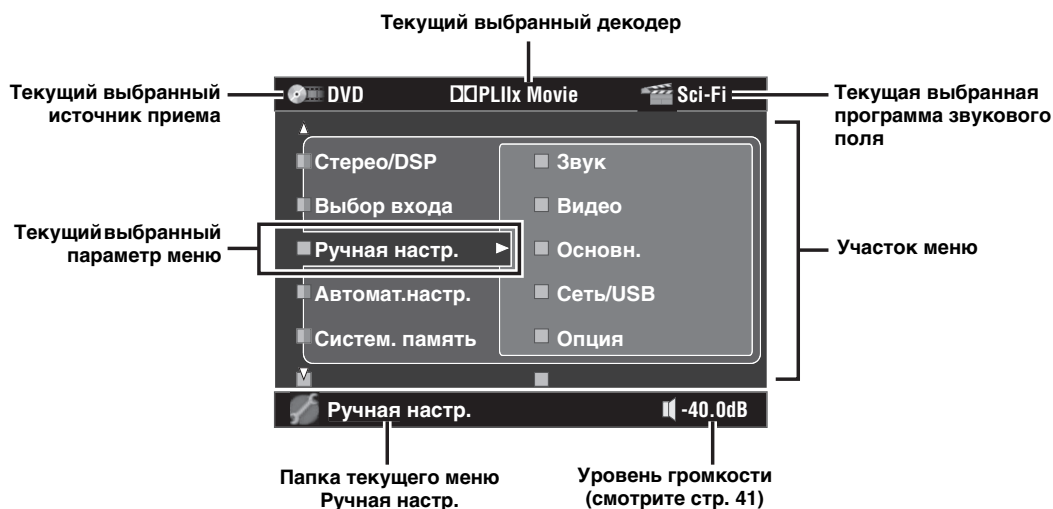 Текущий выбранный декодер
Текущий выбранный
источник приема
DVD
PLIIx Movie
Sci-Fi
Текущая выбранная
программа звукового
поля
Стерео/DSP
Звук
Выбор входа
Видео
Текущий выбранный
параметр меню
Ручная настр.
Основн.
Участок меню
Автомат.настр.
Сеть/USB
Систем. память
Опция
Ручная настр.
-40.0dB
Папка текущего меню
Ручная настр.
Уровень громкости
(смотрите стр. 41)